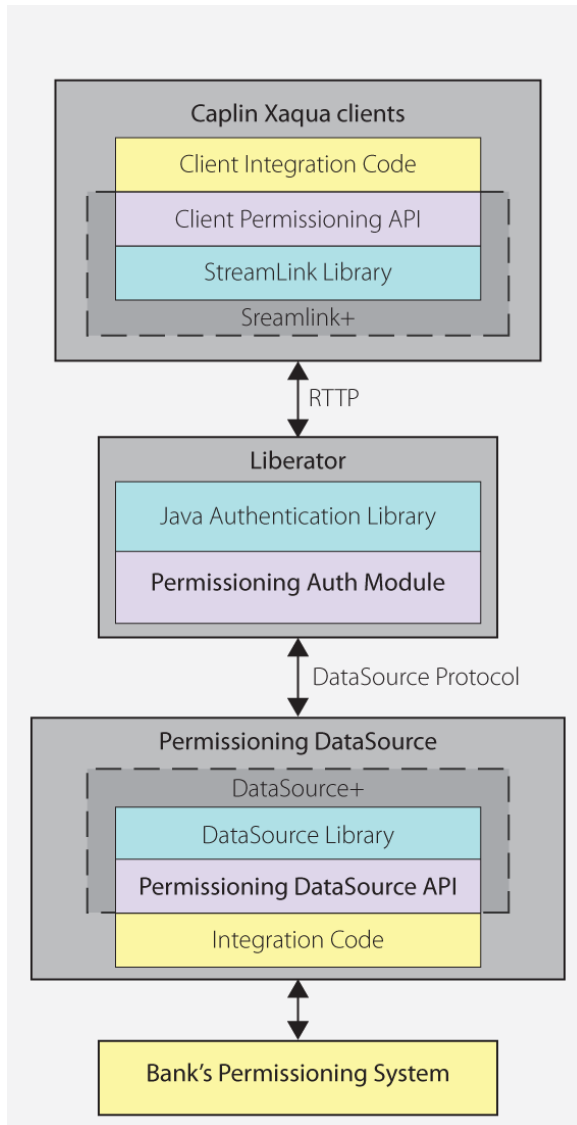 Caplin Xaqua clients
Client Integration Code
Client Permissioning API
StreamLink Library
Sreamlink+
RTTP
Liberator
Java Authentication Library
Permissioning Auth Module
DataSource Protocol
Permissioning DataSource
DataSource+
DataSource Library
Permissioning DataSource API
Integration Code
Bank’s Permissioning System